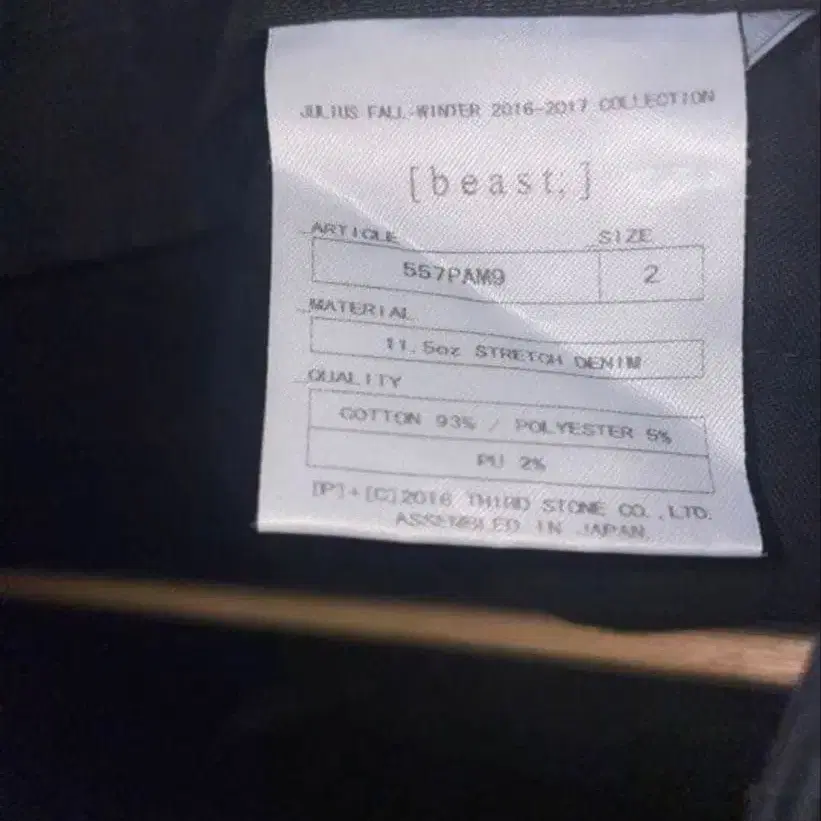 JULIUS FALL-WINTER 2016-2017 COLLECTION
[beast;]
ARTICLE SIZE
557PAM9 2
MATERIAL
11.5oz STRETCH DENIM
QUALITY
COTTON 93% / POLYESTER 5%
PU 2%
[P]+[C]2016 THIRD STONE CO.,LTD.
ASSEMBLED IN JAPAN